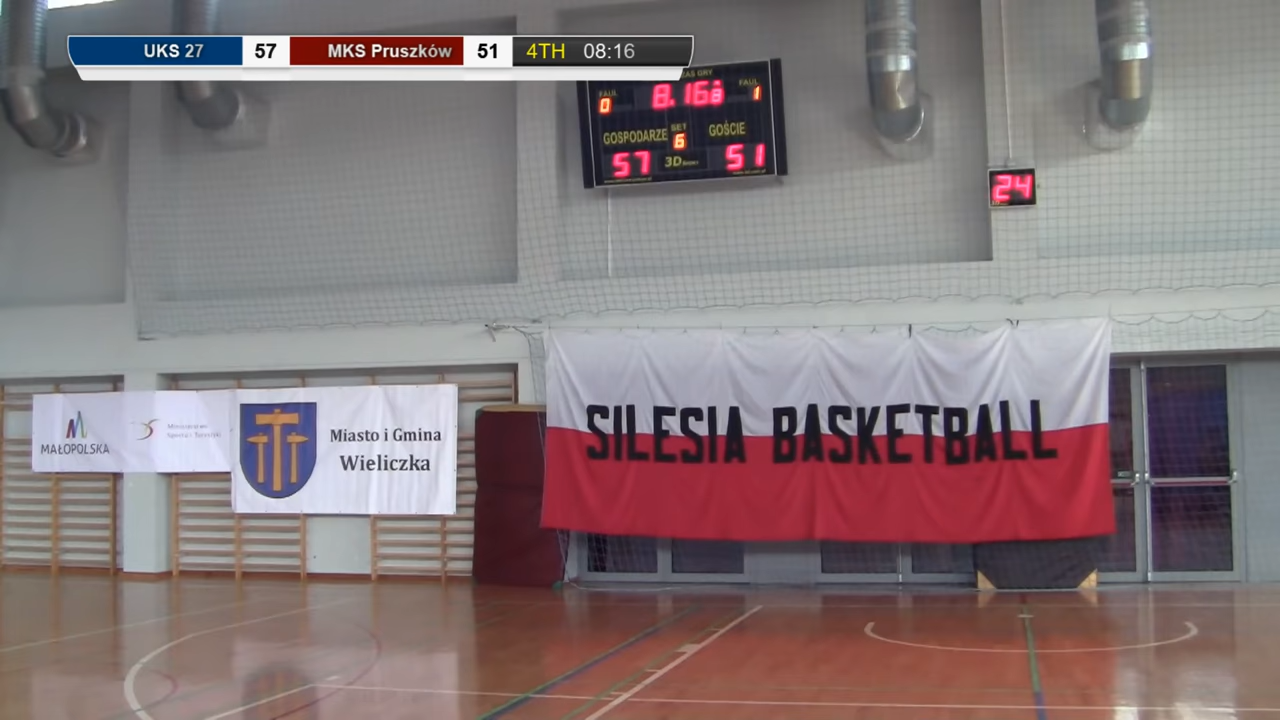 UKS 27 57 MKS Pruszków 51 4TH 08:16
FAUL FAUL
0 8.16 1
GOSPODARZE SET GOŚCIE
6
57 3D 51
24
MAŁOPOLSKA
Miasto i Gmina
Wieliczka
SILESIA BASKETBALL